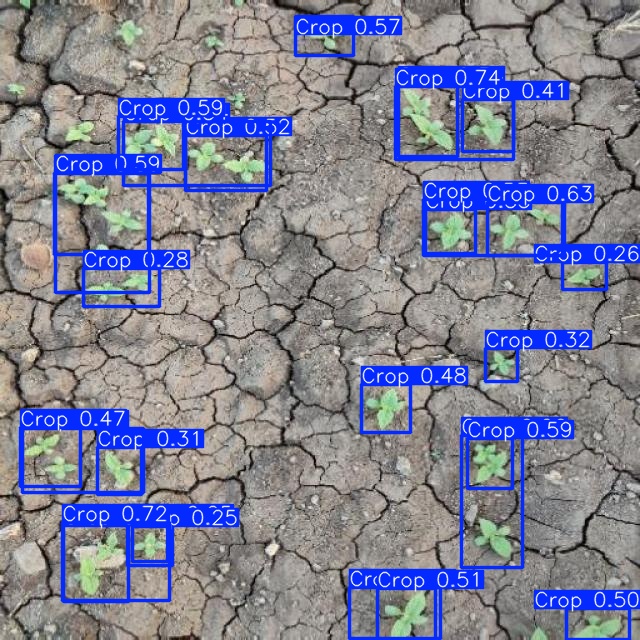 Crop 0.57
Crop 0.74
Crop 0.41
Crop 0.59
Crop 0.52
Crop 0.59
Crop
Crop 0.63
Crop 0.28
Crop 0.26
Crop 0.32
Crop 0.48
Crop 0.47
Crop 0.31
Crop 0.59
Crop 0.72
0.25
Crop 0.51
Crop 0.50